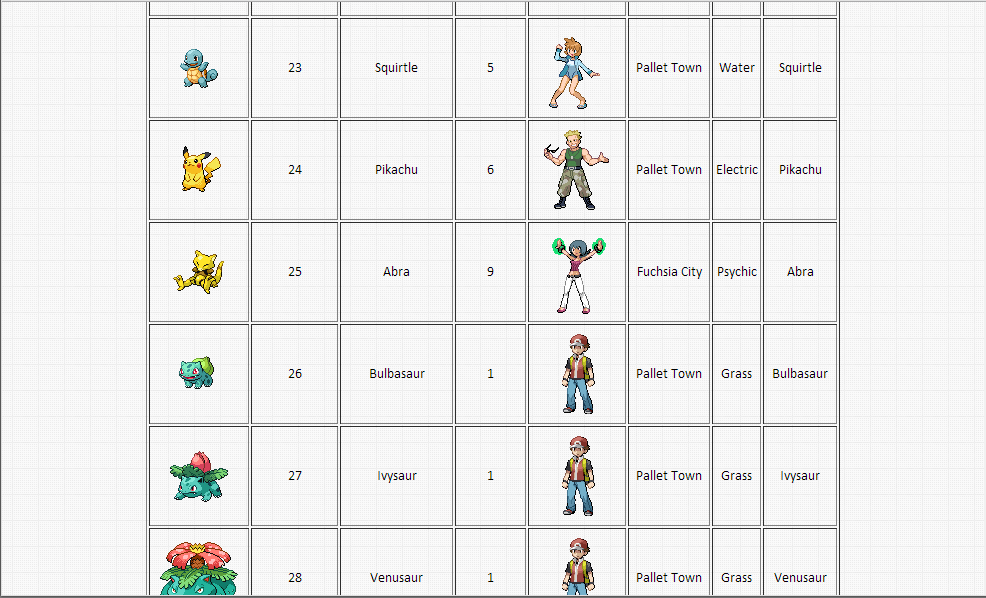 23 Squirtle 5 Pallet Town Water Squirtle
24 Pikachu 6 Pallet Town Electric Pikachu
25 Abra 9 Fuchsia City Psychic Abra
26 Bulbasaur 1 Pallet Town Grass Bulbasaur
27 Ivysaur 1 Pallet Town Grass Ivysaur
28 Venusaur 1 Pallet Town Grass Venusaur